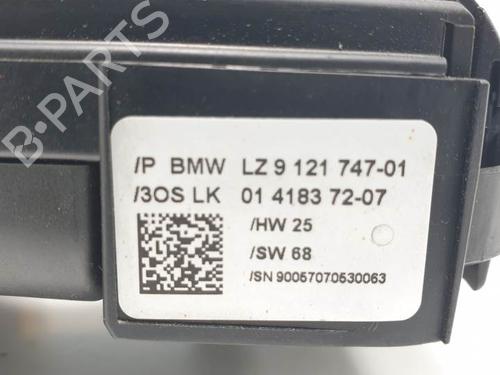 B-PARTS
/P BMW LZ 9 121 747-01
/3OS LK 01 4183 72-07
/HW 25
/SW 68
/SN 90057070530063